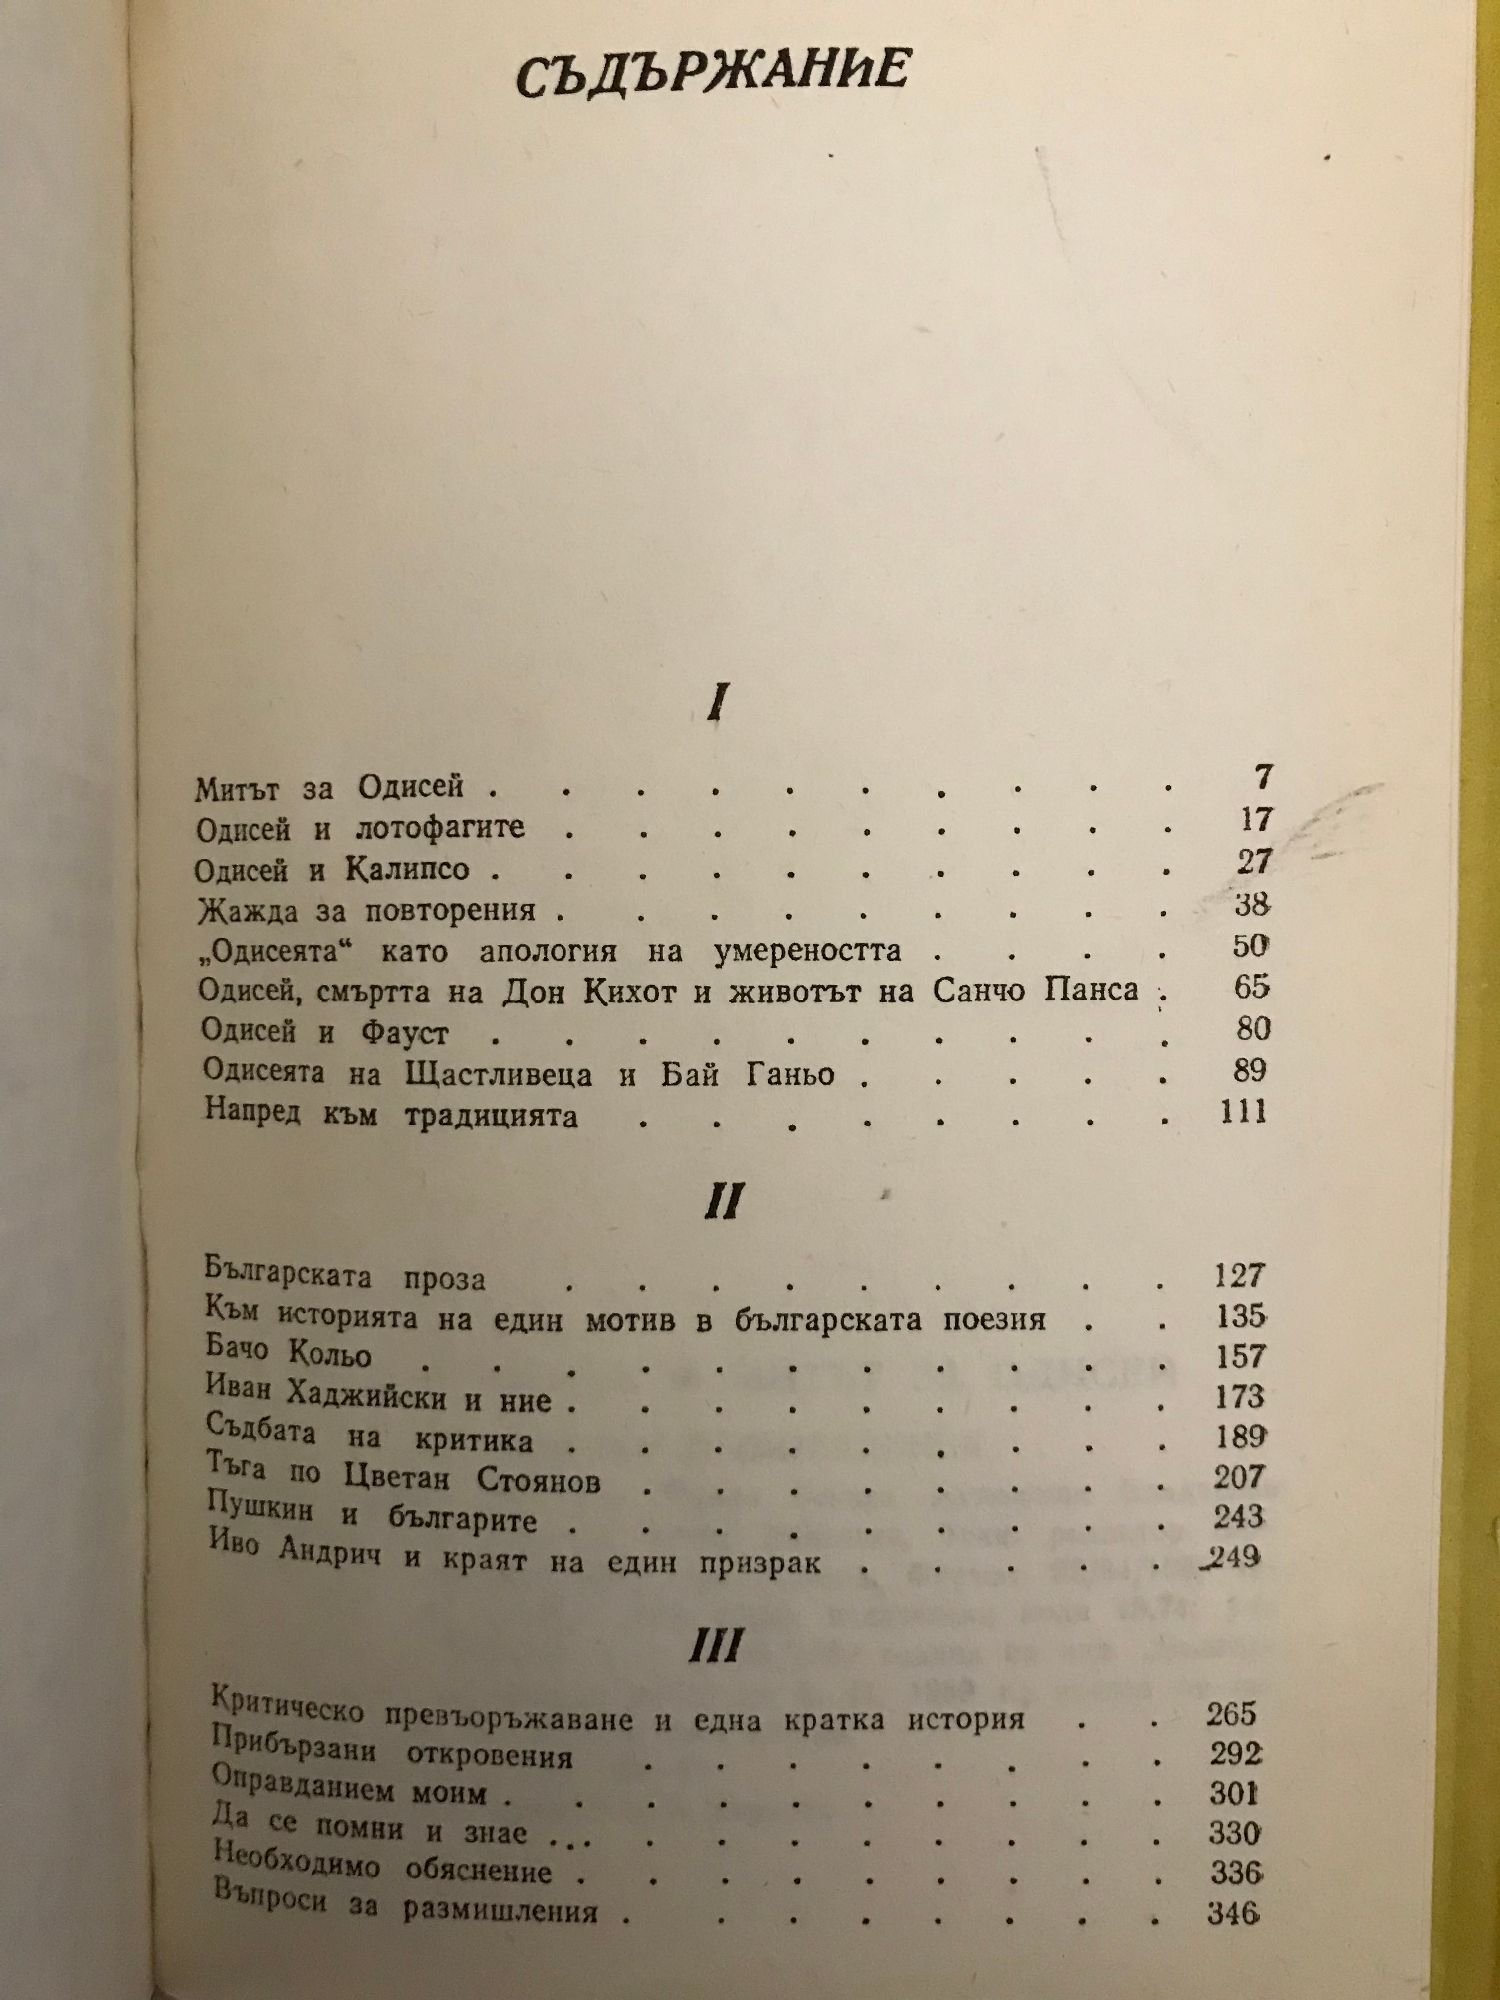 СЪДЪРЖАНИЕ
I
Митът за Одисей . . . . . . . . . . 7
Одисей и лотофагите . . . . . . . . . 17
Одисей и Калипсо . . . . . . . . . . 27
Жажда за повторения . . . . . . . . . 38
„Одисеята“ като апология на умереността . . . . 50
Одисей, смъртта на Дон Кихот и животът на Санчо Панса . 65
Одисей и Фауст . . . . . . . . . . 80
Одисеята на Щастливеца и Бай Ганьо . . . . . 89
Напред към традицията . . . . . . . . 111
II
Българската проза . . . . . . . . . 127
Към историята на един мотив в българската поезия . . 135
Бачо Кольо . . . . . . . . . . . 157
Иван Хаджийски и ние . . . . . . . . . 173
Съдбата на критика . . . . . . . . . 189
Тъга по Цветан Стоянов . . . . . . . . 207
Пушкин и българите . . . . . . . . . 243
Иво Андрич и краят на един призрак . . . . . 249
III
Критическо превъоръжаване и една кратка история . . 265
Прибързани откровения . . . . . . . . 292
Оправданием моим . . . . . . . . . . 301
Да се помни и знае ... . . . . . . . . 330
Необходимо обяснение . . . . . . . . . 336
Въпроси за размишления . . . . . . . . 346